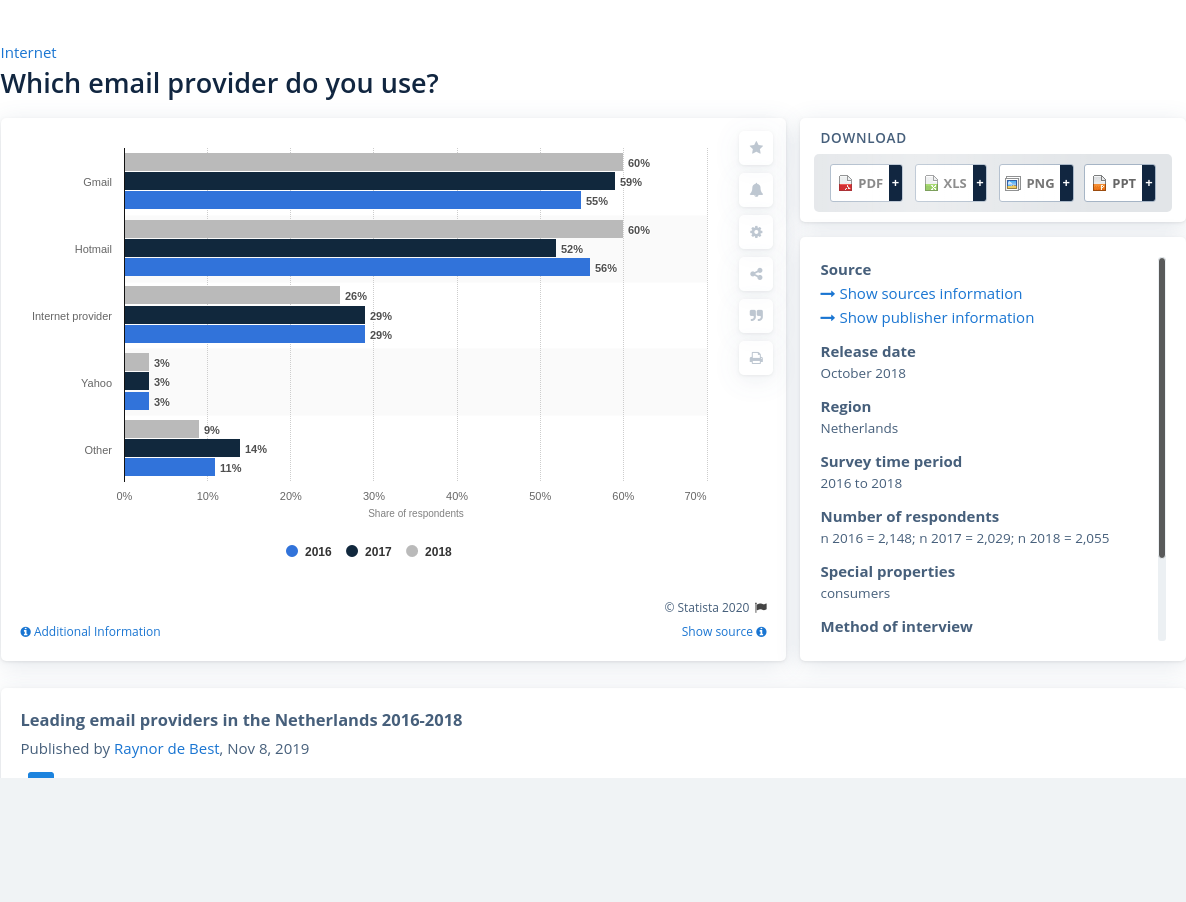 Internet
Which email provider do you use?
Gmail
60%
59%
55%
Hotmail
60%
52%
56%
Internet provider
26%
29%
29%
Yahoo
3%
3%
3%
Other
9%
14%
11%
0% 10% 20% 30% 40% 50% 60% 70%
Share of respondents
2016 2017 2018
© Statista 2020
Additional Information
Show source
DOWNLOAD
PDF + XLS + PNG + PPT +
Source
Show sources information
Show publisher information
Release date
October 2018
Region
Netherlands
Survey time period
2016 to 2018
Number of respondents
n 2016 = 2,148; n 2017 = 2,029; n 2018 = 2,055
Special properties
consumers
Method of interview
Leading email providers in the Netherlands 2016-2018
Published by Raynor de Best, Nov 8, 2019